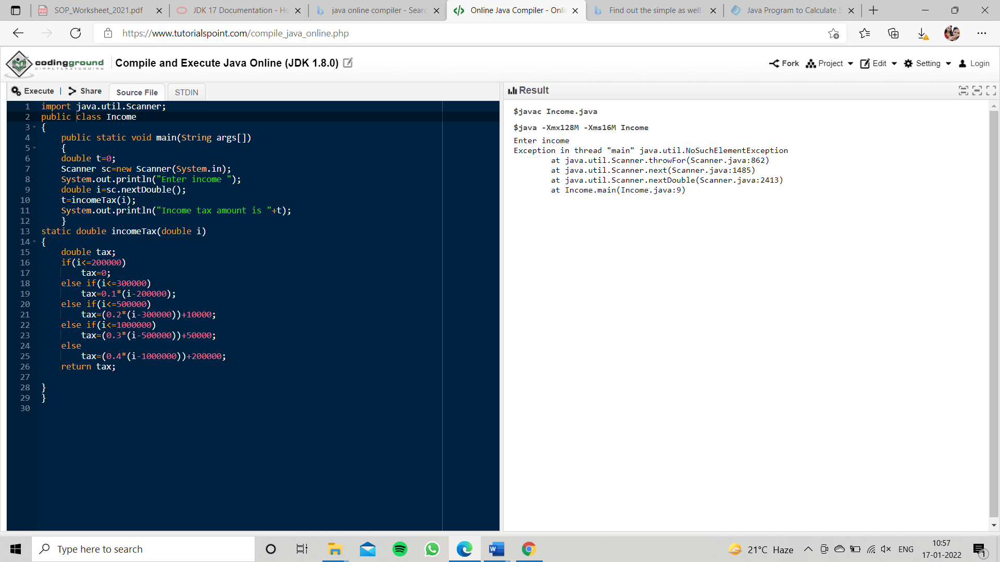 SOP_Worksheet_2021.pdf
JDK 17 Documentation - Ho
java online compiler - Searc
Online Java Compiler - Onli
Find out the simple as well
Java Program to Calculate S
https://www.tutorialspoint.com/compile_java_online.php
codingground
SIMPLYEASYCODING
Compile and Execute Java Online (JDK 1.8.0)
Fork
Project
Edit
Setting
Login
Execute | Share
Source File
STDIN
Result
1 import java.util.Scanner;
2 public class Income
3 {
4 public static void main(String args[])
5 {
6 double t=0;
7 Scanner sc=new Scanner(System.in);
8 System.out.println("Enter income ");
9 double i=sc.nextDouble();
10 t=incomeTax(i);
11 System.out.println("Income tax amount is "+t);
12 }
13 static double incomeTax(double i)
14 {
15 double tax;
16 if(i<=200000)
17 tax=0;
18 else if(i<=300000)
19 tax=0.1*(i-200000);
20 else if(i<=500000)
21 tax=(0.2*(i-300000))+10000;
22 else if(i<=1000000)
23 tax=(0.3*(i-500000))+50000;
24 else
25 tax=(0.4*(i-1000000))+200000;
26 return tax;
27
28 }
29 }
30
$javac Income.java
$java -Xmx128M -Xms16M Income
Enter income
Exception in thread "main" java.util.NoSuchElementException
at java.util.Scanner.throwFor(Scanner.java:862)
at java.util.Scanner.next(Scanner.java:1485)
at java.util.Scanner.nextDouble(Scanner.java:2413)
at Income.main(Income.java:9)
Type here to search
21°C Haze
ENG
10:57
17-01-2022
1